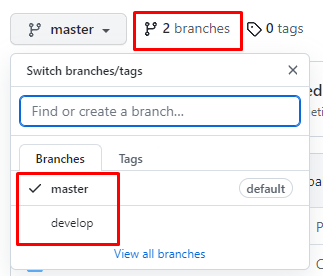 master 2 branches 0 tags
Switch branches/tags
Find or create a branch...
Branches Tags
master default
develop
View all branches